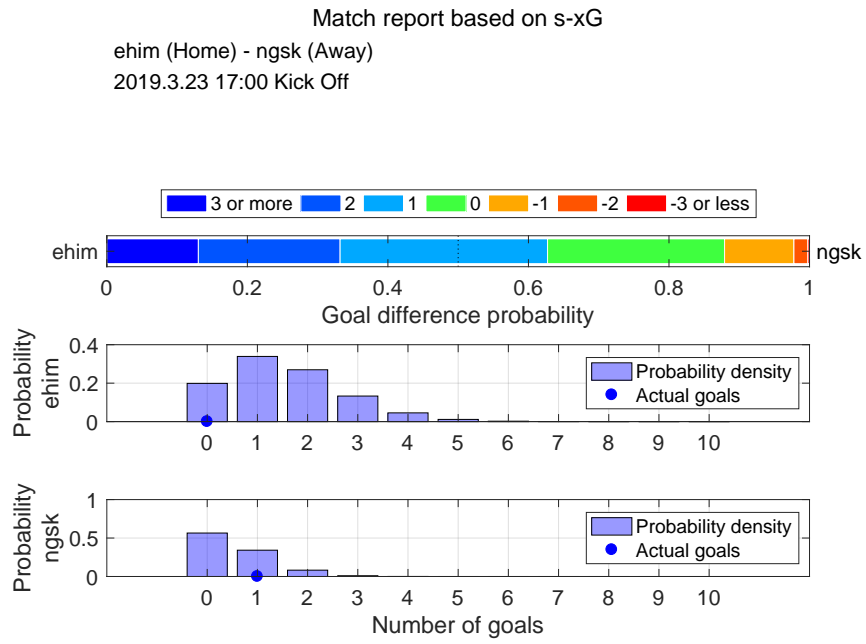 Match report based on s-xG
ehim (Home) - ngsk (Away)
2019.3.23 17:00 Kick Off
3 or more 2 1 0 -1 -2 -3 or less
ehim ngsk
0 0.2 0.4 0.6 0.8 1
Goal difference probability
Probability
ehim
0.4
0.2
0
Probability density
Actual goals
0 1 2 3 4 5 6 7 8 9 10
Probability
ngsk
1
0.5
0
Probability density
Actual goals
0 1 2 3 4 5 6 7 8 9 10
Number of goals